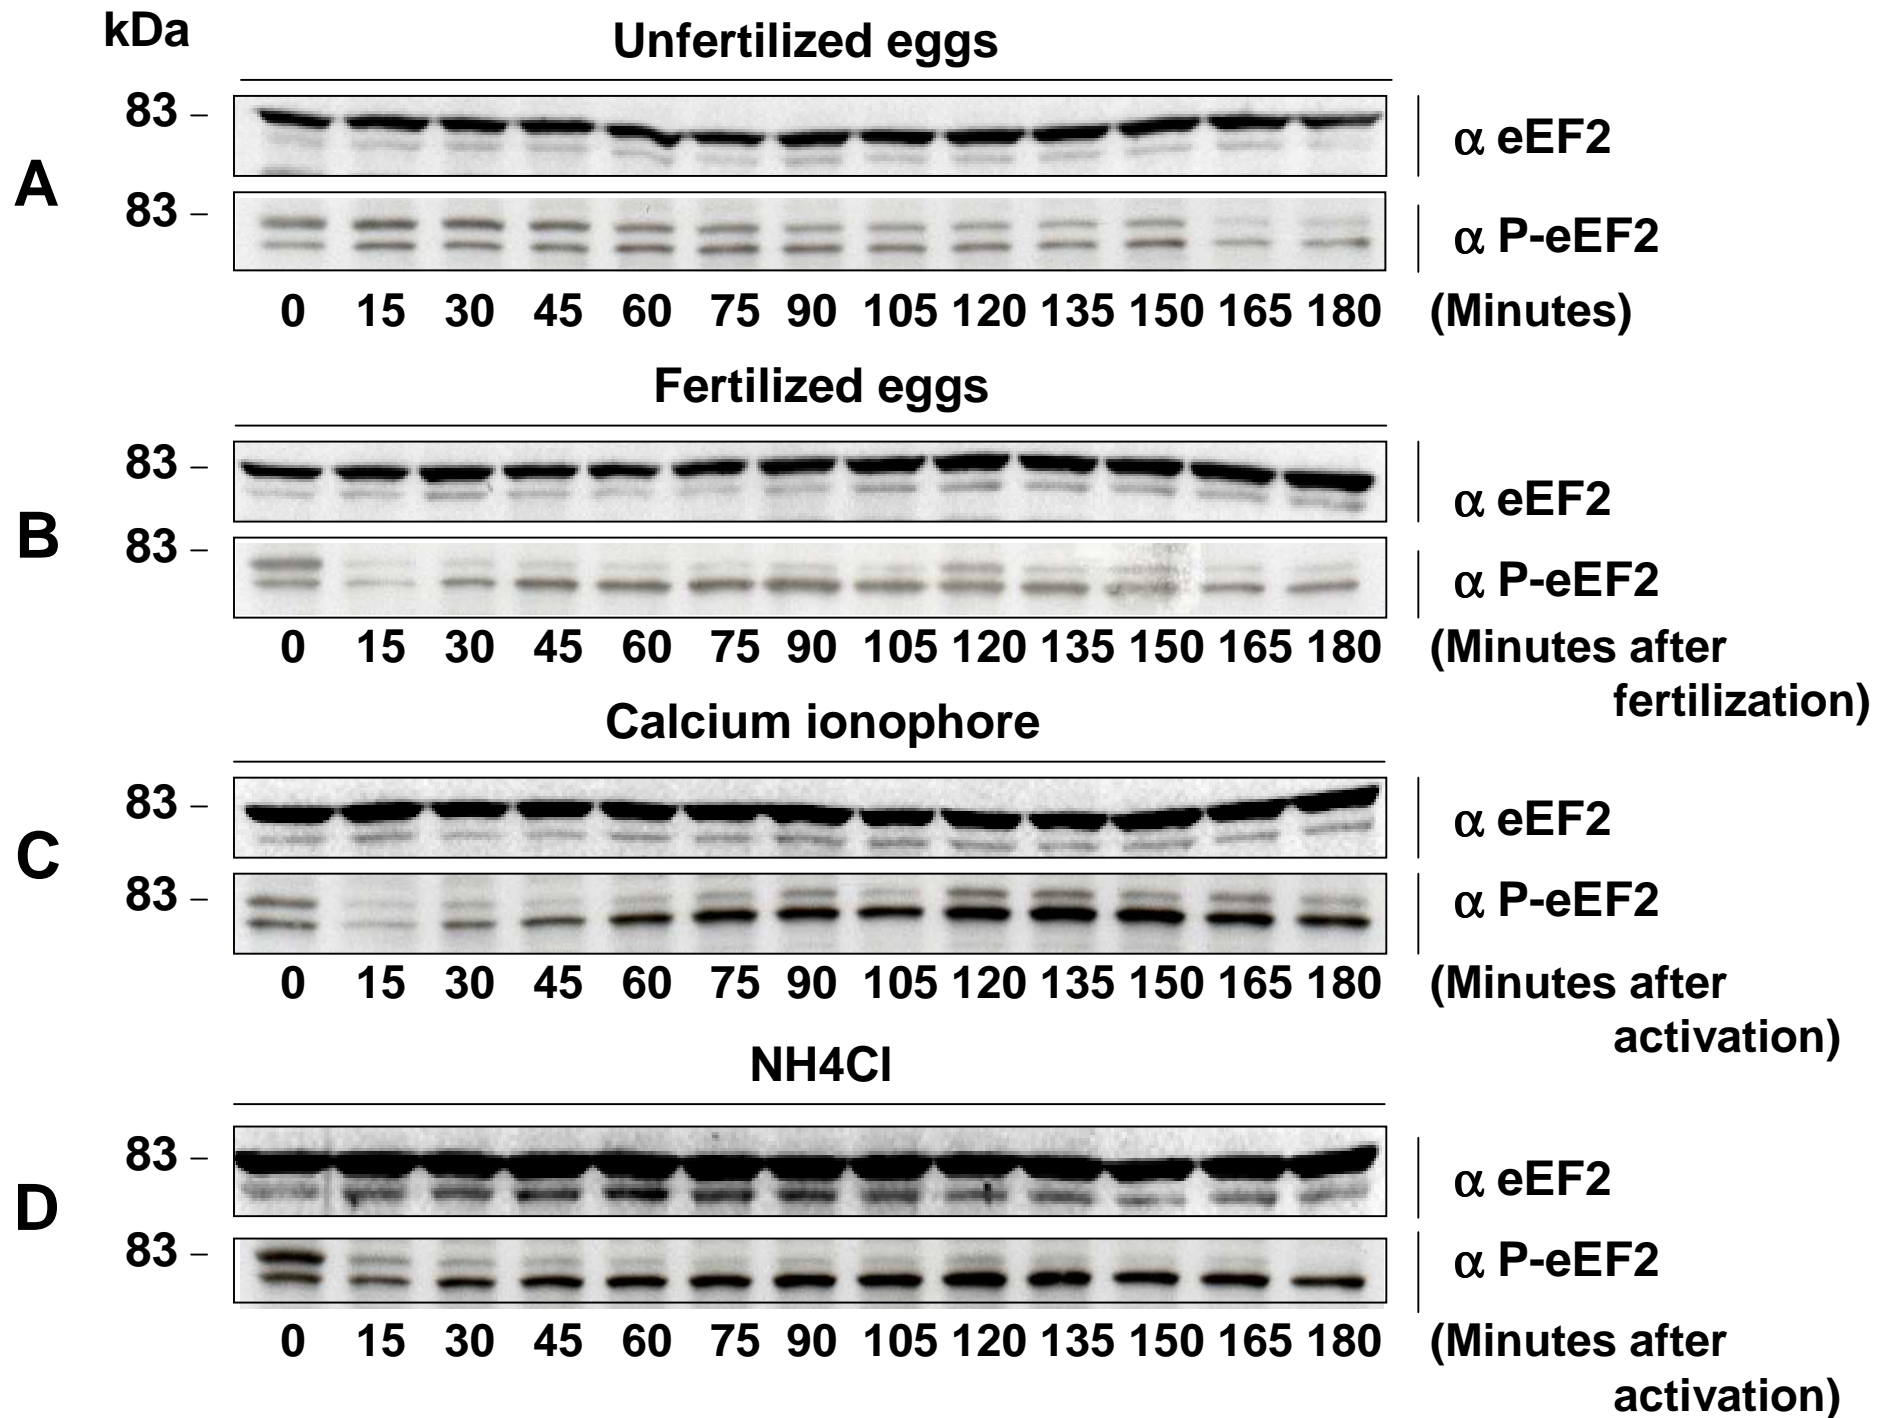 kDa
Unfertilized eggs
A
83 –
α eEF2
83 –
α P-eEF2
0 15 30 45 60 75 90 105 120 135 150 165 180 (Minutes)
Fertilized eggs
B
83 –
α eEF2
83 –
α P-eEF2
0 15 30 45 60 75 90 105 120 135 150 165 180 (Minutes after
fertilization)
Calcium ionophore
C
83 –
α eEF2
83 –
α P-eEF2
0 15 30 45 60 75 90 105 120 135 150 165 180 (Minutes after
activation)
NH4Cl
D
83 –
α eEF2
83 –
α P-eEF2
0 15 30 45 60 75 90 105 120 135 150 165 180 (Minutes after
activation)